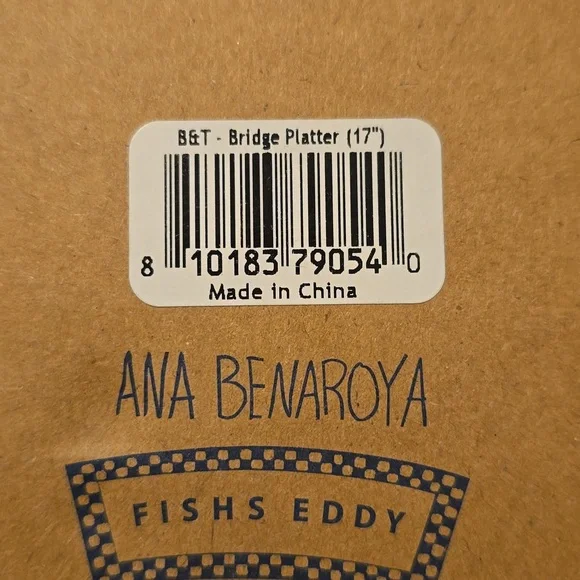 B&T - Bridge Platter (17")
8 10183 79054 0
Made in China
ANA BENAROYA
FISHS EDDY